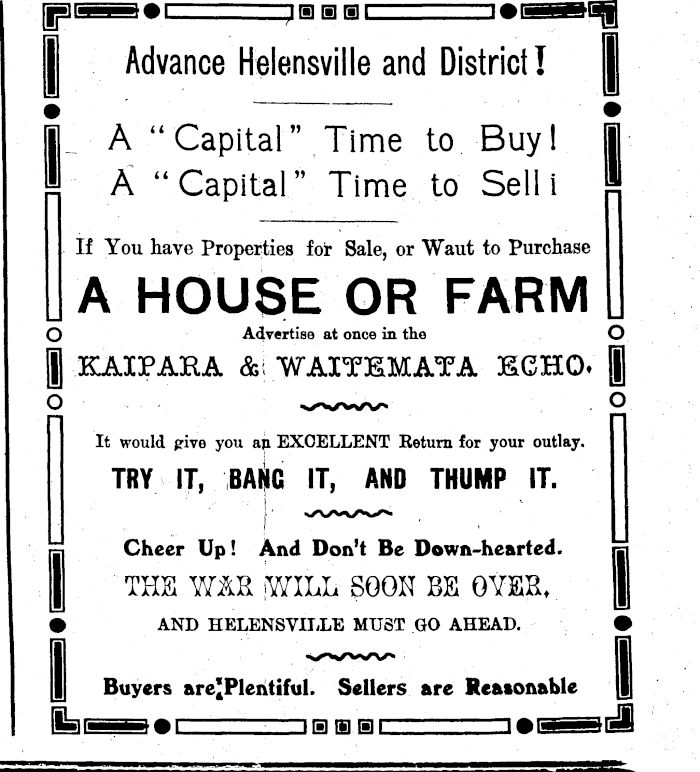 Advance Helensville and District!
A "Capital" Time to Buy!
A "Capital" Time to Sell i
If You have Properties for Sale, or Waut to Purchase
A HOUSE OR FARM
Advertise at once in the
KAIPARA & WAITEMATA ECHO.
It would give you an EXCELLENT Return for your outlay.
TRY IT, BANG IT, AND THUMP IT.
Cheer Up! And Don't Be Down-hearted.
THE WAR WILL SOON BE OVER,
AND HELENSVILLE MUST GO AHEAD.
Buyers are Plentiful. Sellers are Reasonable